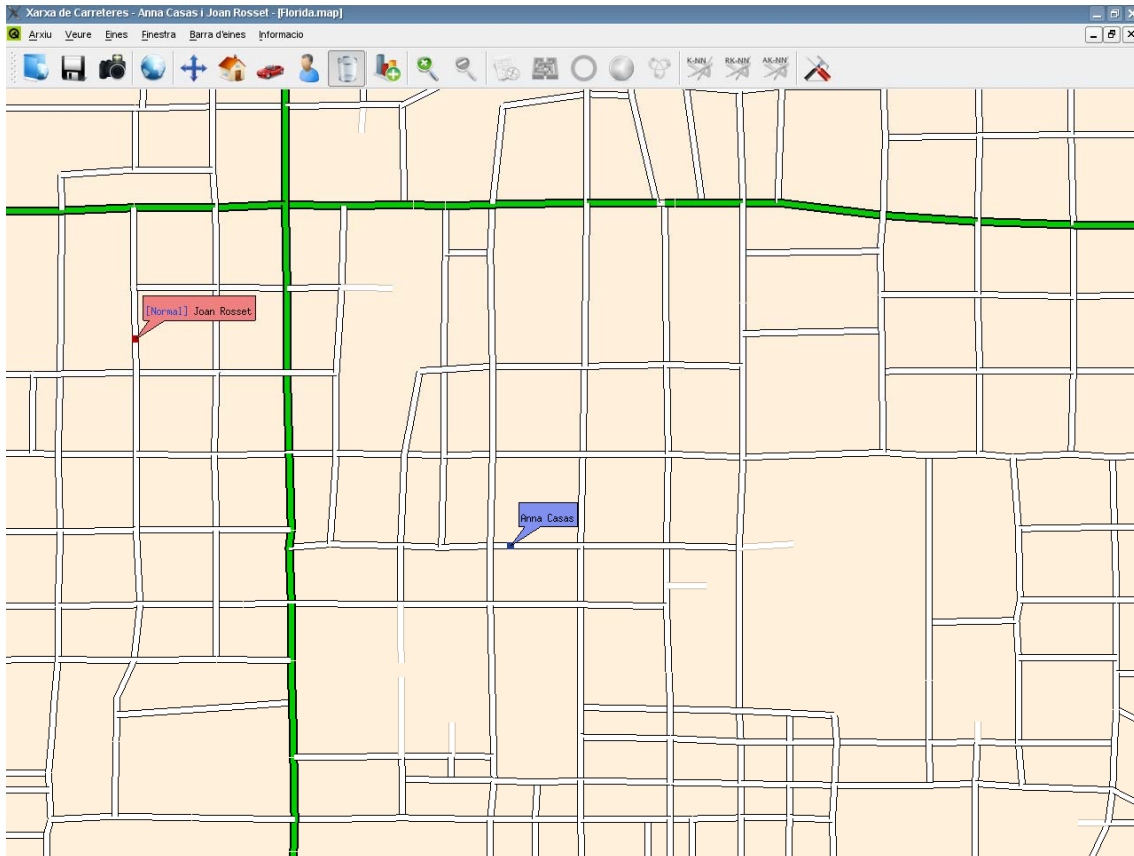 Xarxa de Carreteres - Anna Casas i Joan Rosset - [Florida.map]
Arxiu Veure Eines Finestra Barra d'eines Informacio
K-NN RK-NN AK-NN
[Normal] Joan Rosset
Anna Casas